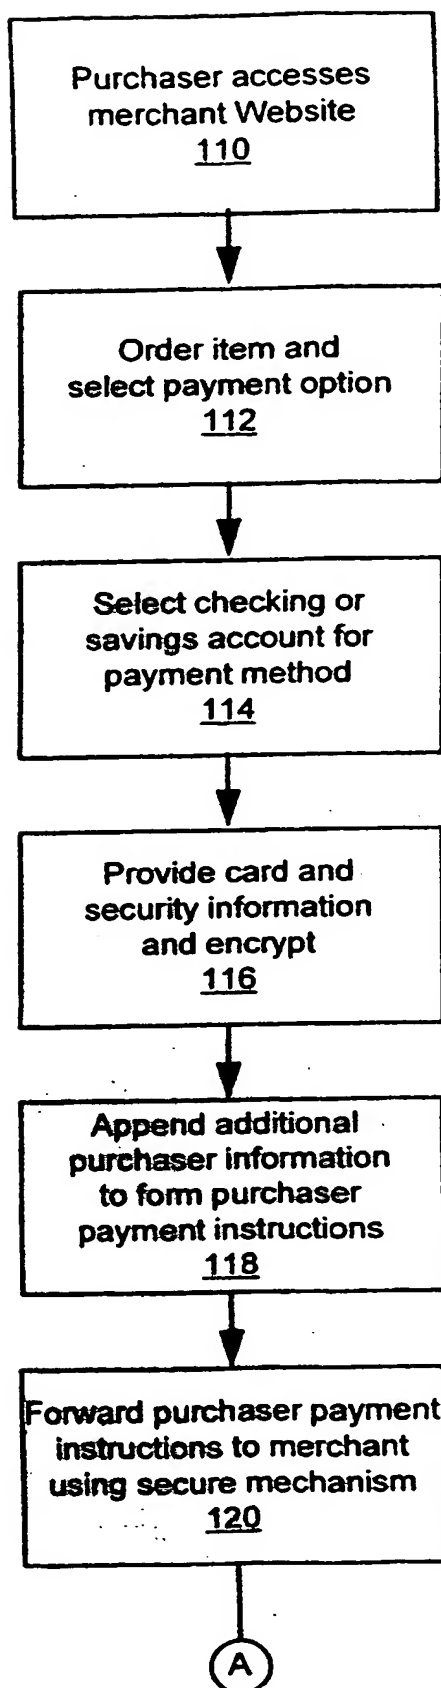 Purchaser accesses
merchant Website
110
Order item and
select payment option
112
Select checking or
savings account for
payment method
114
Provide card and
security information
and encrypt
116
Append additional
purchaser information
to form purchaser
payment instructions
118
Forward purchaser payment
instructions to merchant
using secure mechanism
120
A